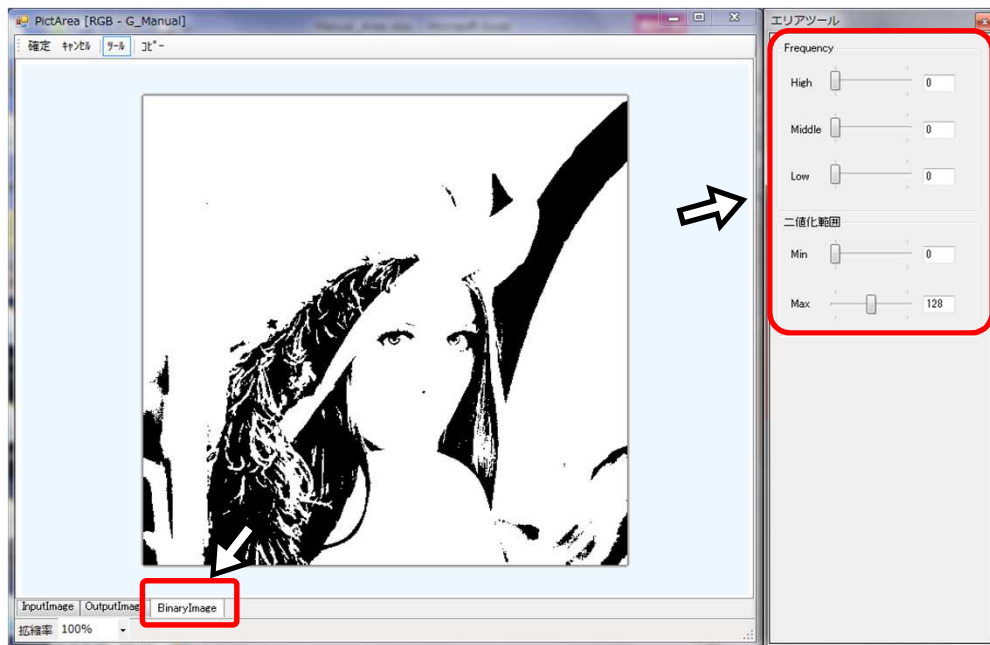 PictArea [RGB - G_Manual]
確定 ｷｬﾝｾﾙ ﾂｰﾙ ｺﾋﾟｰ
InputImage OutputImag BinaryImage
拡縮率 100%
エリアツール
Frequency
High 0
Middle 0
Low 0
二値化範囲
Min 0
Max 128